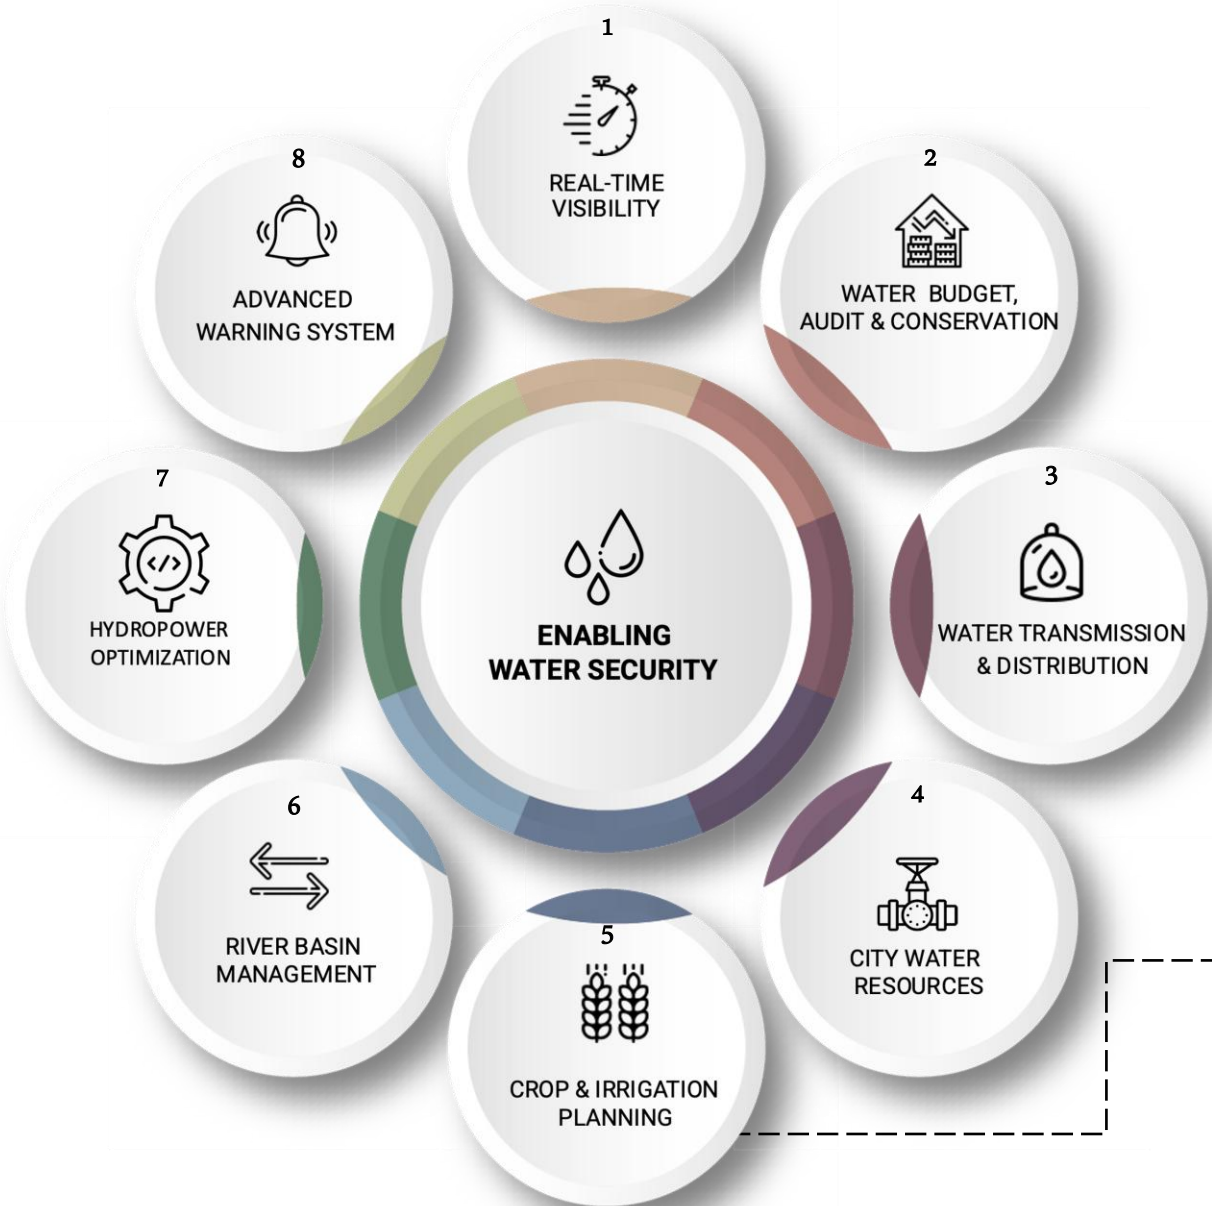 1
REAL-TIME
VISIBILITY
2
WATER BUDGET,
AUDIT & CONSERVATION
3
WATER TRANSMISSION
& DISTRIBUTION
4
CITY WATER
RESOURCES
5
CROP & IRRIGATION
PLANNING
6
RIVER BASIN
MANAGEMENT
7
HYDROPOWER
OPTIMIZATION
8
ADVANCED
WARNING SYSTEM
ENABLING
WATER SECURITY